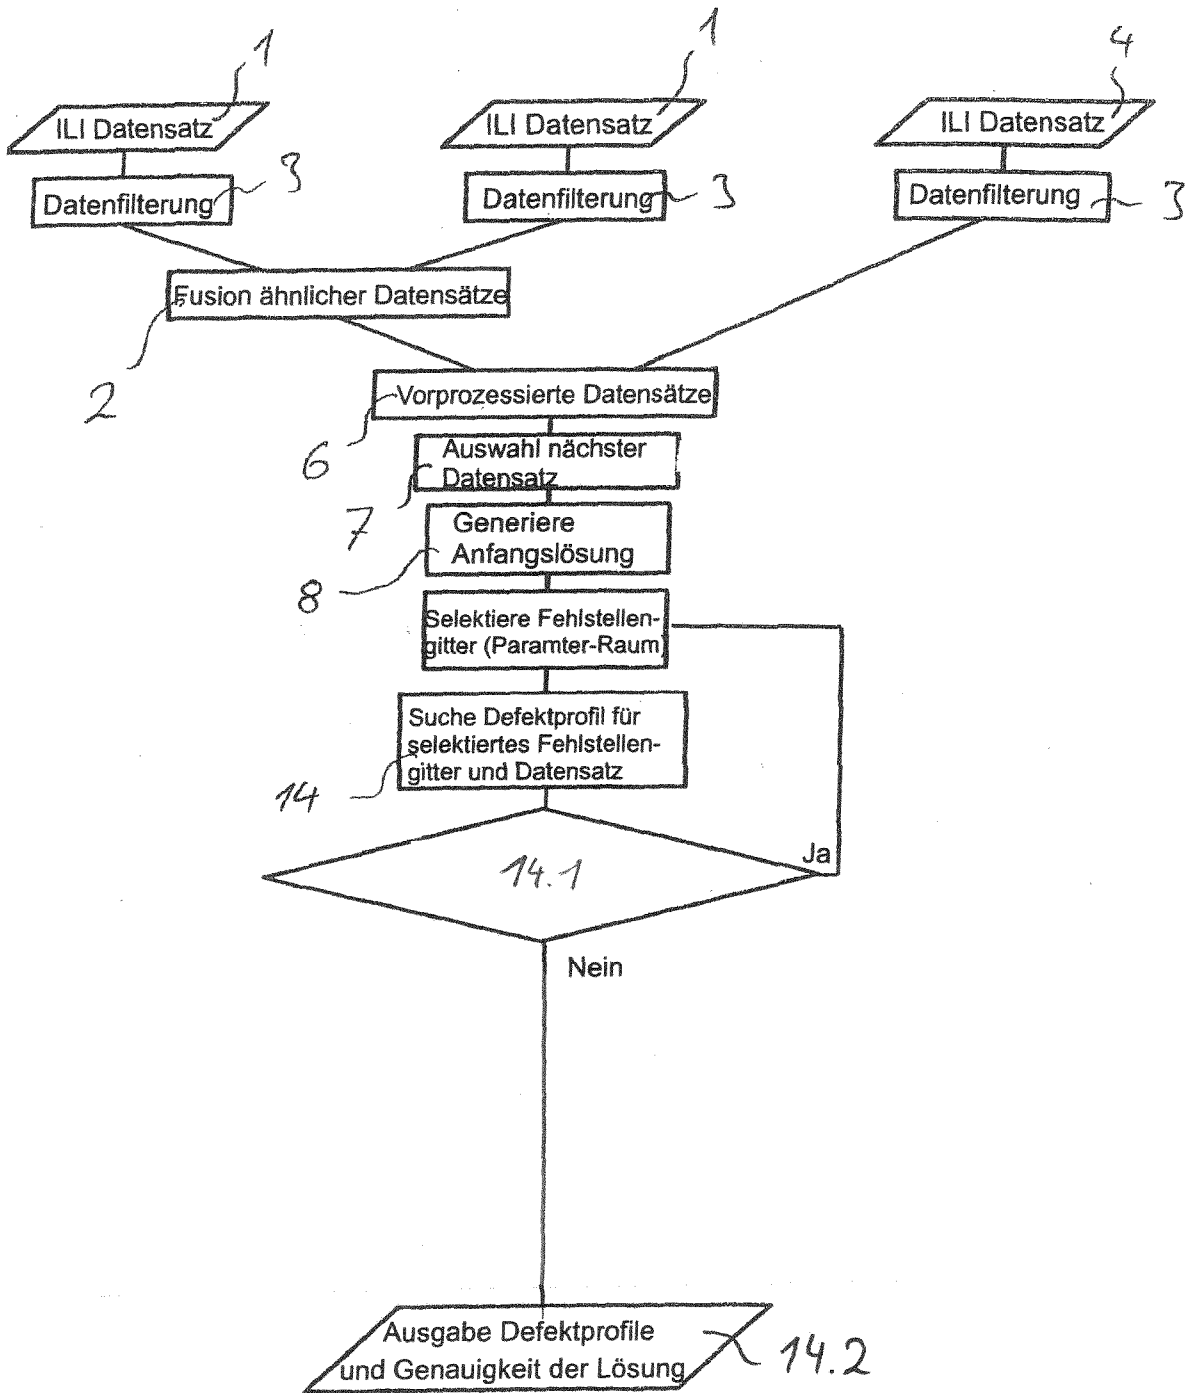 1
1
4
ILI Datensatz
ILI Datensatz
ILI Datensatz
3
3
3
Datenfilterung
Datenfilterung
Datenfilterung
Fusion ähnlicher Datensätze
2
Vorprozessierte Datensätze
6
Auswahl nächster
Datensatz
7
Generiere
Anfangslösung
8
Selektiere Fehlstellen-
gitter (Paramter-Raum)
Suche Defektprofil für
selektiertes Fehlstellen-
gitter und Datensatz
14
14.1
Ja
Nein
Ausgabe Defektprofile
und Genauigkeit der Lösung
14.2